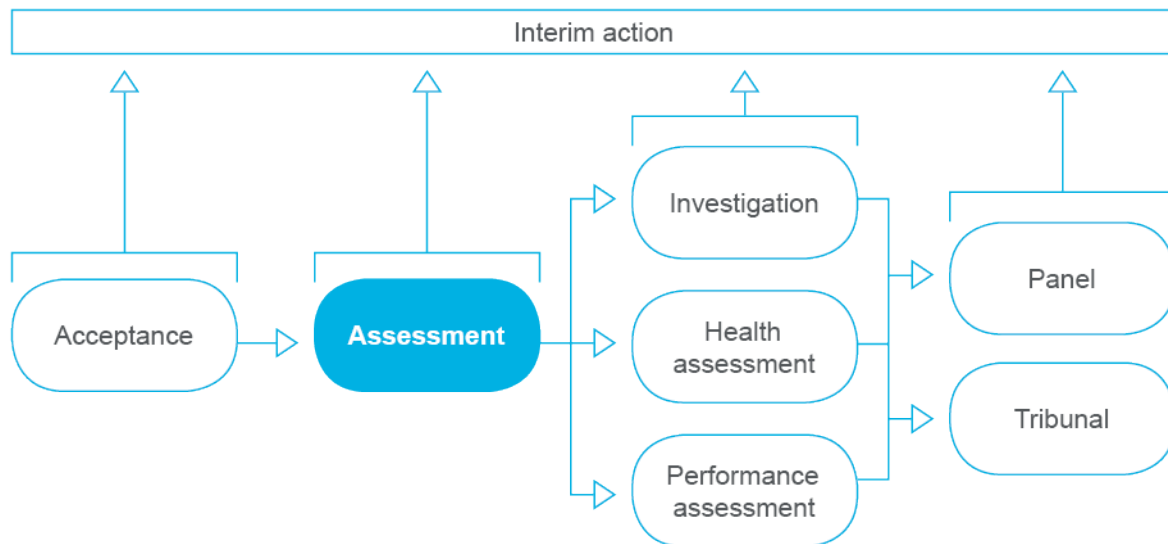 Interim action
Acceptance
Assessment
Investigation
Health
assessment
Performance
assessment
Panel
Tribunal